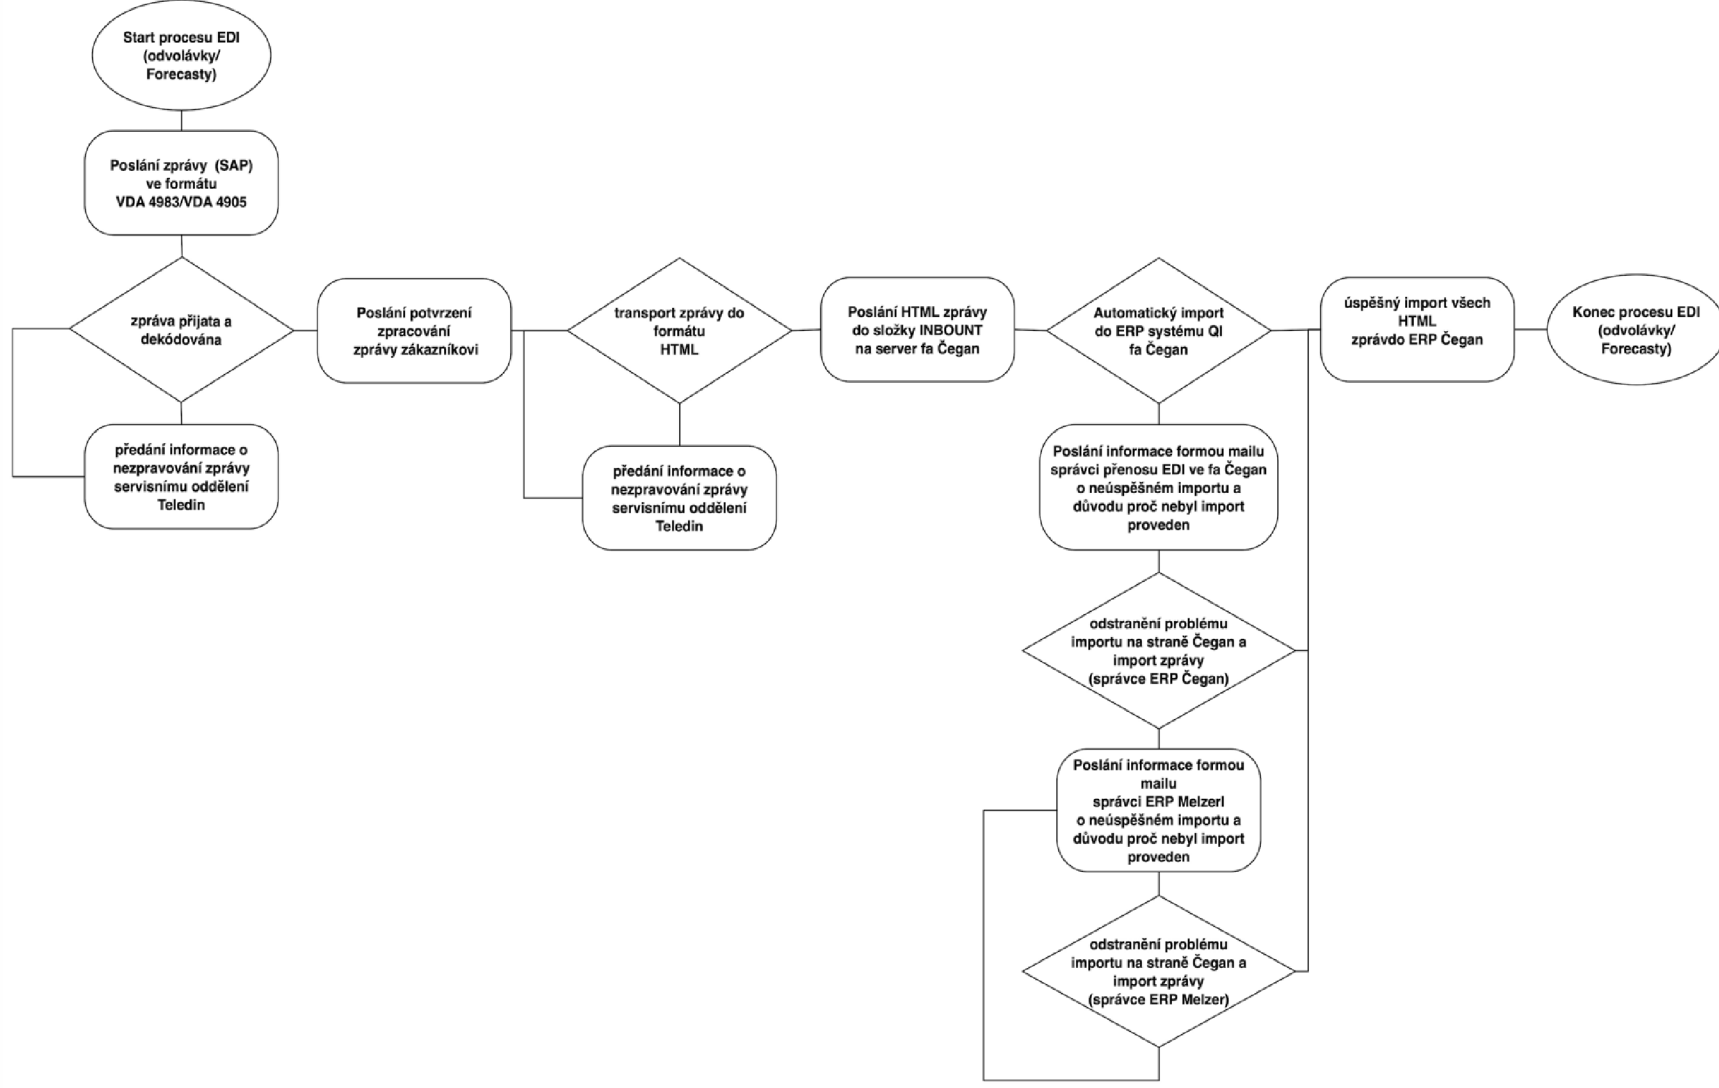 Start procesu EDI
(odvolávky/
Forecasty)
Poslání zprávy (SAP)
ve formátu
VDA 4983/VDA 4905
zpráva přijata a
dekódována
předání informace o
nezpravování zprávy
servisnímu oddělení
Teledin
Poslání potvrzení
zpracování
zprávy zákazníkovi
transport zprávy do
formátu
HTML
předání informace o
nezpravování zprávy
servisnímu oddělení
Teledin
Poslání HTML zprávy
do složky INBOUNT
na server fa Čegan
Automatický import
do ERP systému QI
fa Čegan
Poslání informace formou mailu
správci přenosu EDI ve fa Čegan
o neúspěšném importu a
důvodu proč nebyl import
proveden
odstranění problému
importu na straně Čegan a
import zprávy
(správce ERP Čegan)
Poslání informace formou
mailu
správci ERP Melzerl
o neúspěšném importu a
důvodu proč nebyl import
proveden
odstranění problému
importu na straně Čegan a
import zprávy
(správce ERP Melzer)
úspěšný import všech
HTML
zprávdo ERP Čegan
Konec procesu EDI
(odvolávky/
Forecasty)